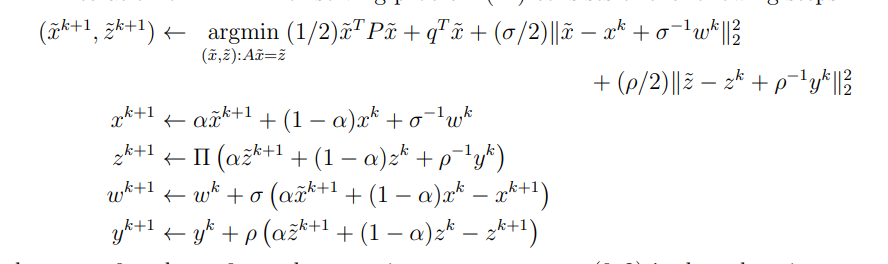 (x̃^{k+1}, z̃^{k+1}) ← argmin_{(x̃,z̃):Ax̃=z̃} (1/2)x̃^T Px̃ + q^T x̃ + (σ/2)‖x̃ − x^k + σ^{−1}w^k‖_2^2
+ (ρ/2)‖z̃ − z^k + ρ^{−1}y^k‖_2^2
x^{k+1} ← αx̃^{k+1} + (1 − α)x^k + σ^{−1}w^k
z^{k+1} ← Π (αz̃^{k+1} + (1 − α)z^k + ρ^{−1}y^k)
w^{k+1} ← w^k + σ (αx̃^{k+1} + (1 − α)x^k − x^{k+1})
y^{k+1} ← y^k + ρ (αz̃^{k+1} + (1 − α)z^k − z^{k+1})